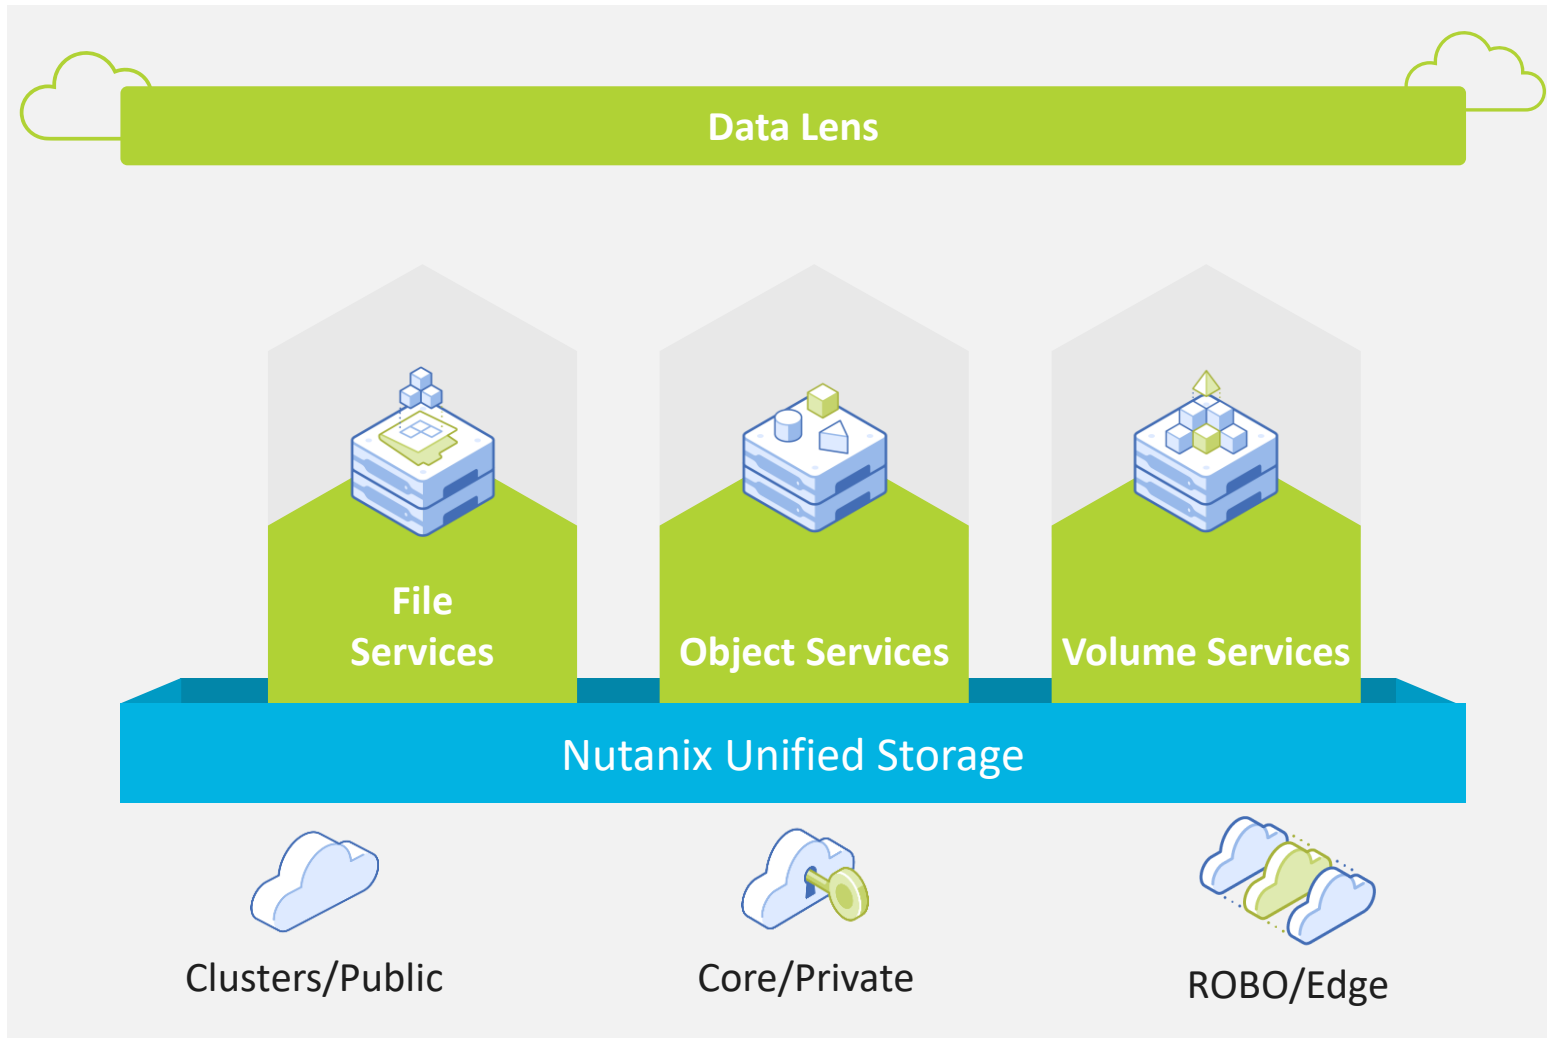 Data Lens
File
Services
Object Services
Volume Services
Nutanix Unified Storage
Clusters/Public
Core/Private
ROBO/Edge